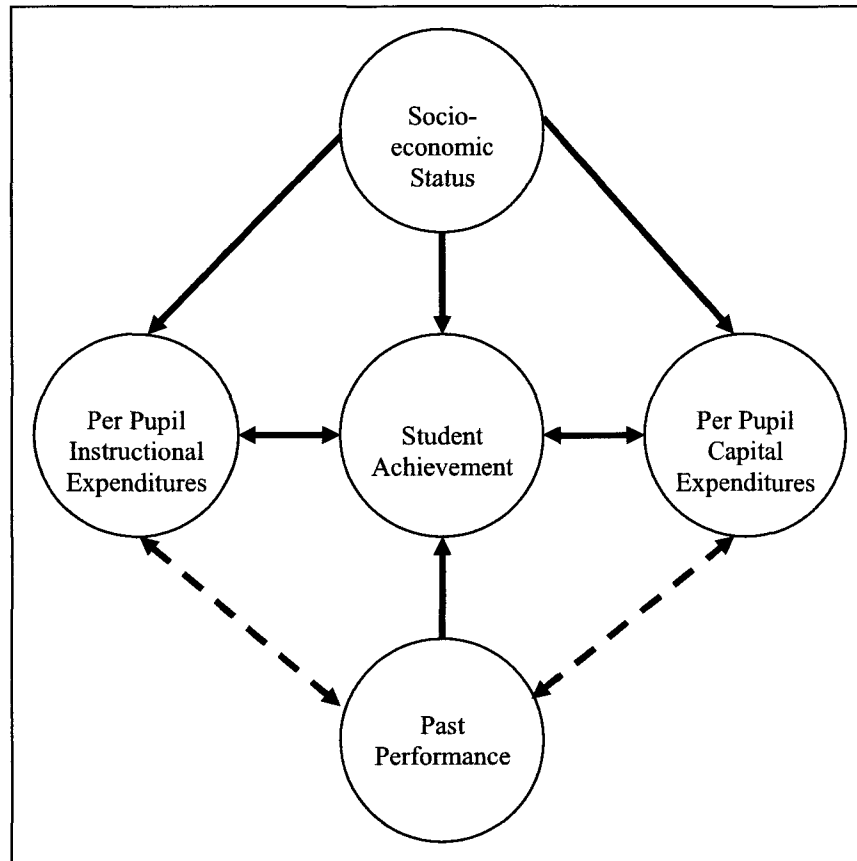 Socio-
economic
Status
Per Pupil
Instructional
Expenditures
Student
Achievement
Per Pupil
Capital
Expenditures
Past
Performance